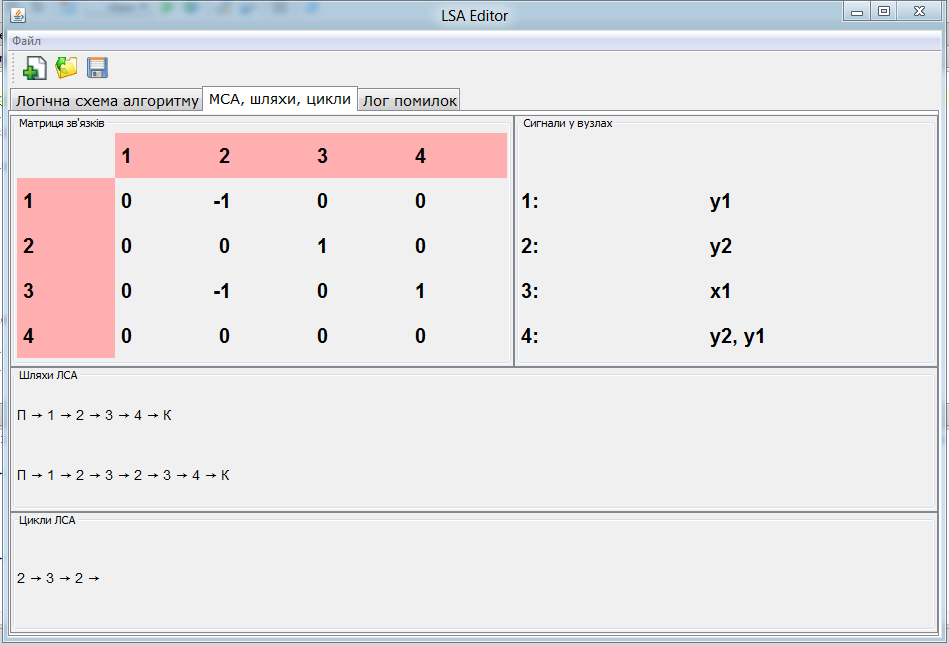 LSA Editor
Файл
Логічна схема алгоритму МСА, шляхи, цикли Лог помилок
Матриця зв'язків
1 2 3 4
1 0 -1 0 0
2 0 0 1 0
3 0 -1 0 1
4 0 0 0 0
Сигнали у вузлах
1: y1
2: y2
3: x1
4: y2, y1
Шляхи ЛСА
П → 1 → 2 → 3 → 4 → К
П → 1 → 2 → 3 → 2 → 3 → 4 → К
Цикли ЛСА
2 → 3 → 2 →